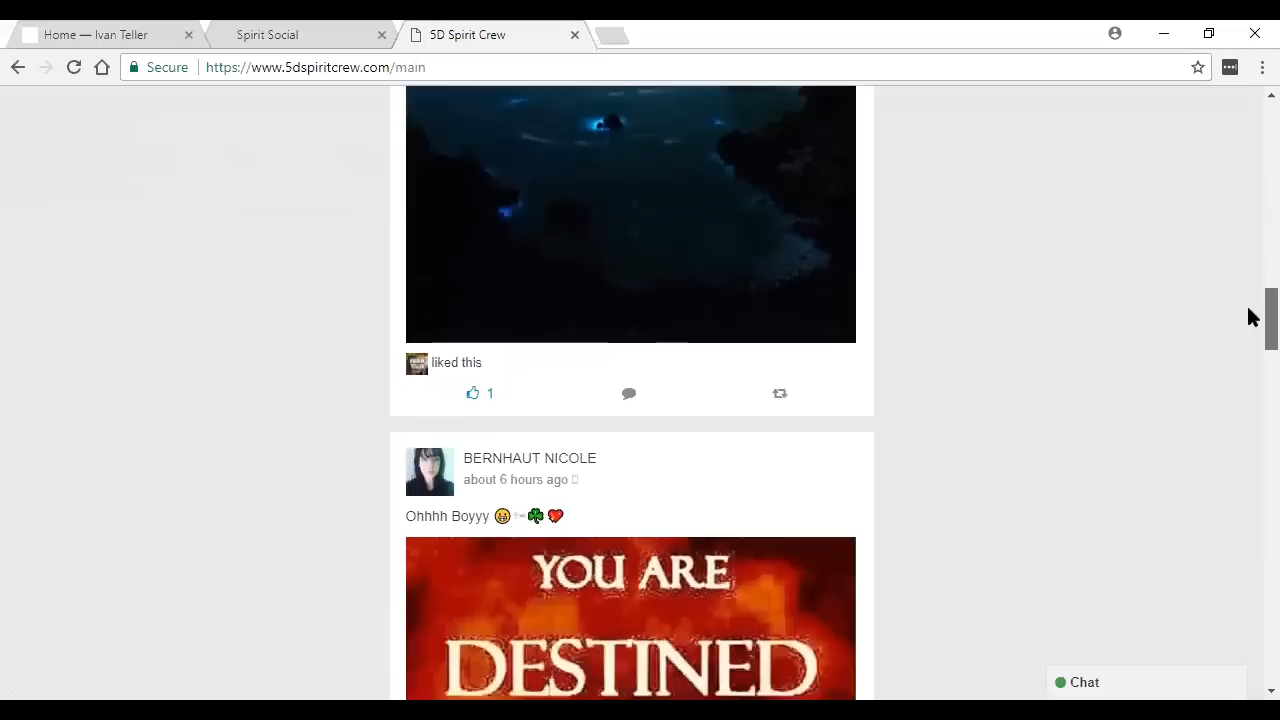 Home — Ivan Teller
Spirit Social
5D Spirit Crew
Secure https://www.5dspiritcrew.com/main
liked this
1
BERNHAUT NICOLE
about 6 hours ago
Ohhhh Boyyy 
YOU ARE
DESTINED
Chat